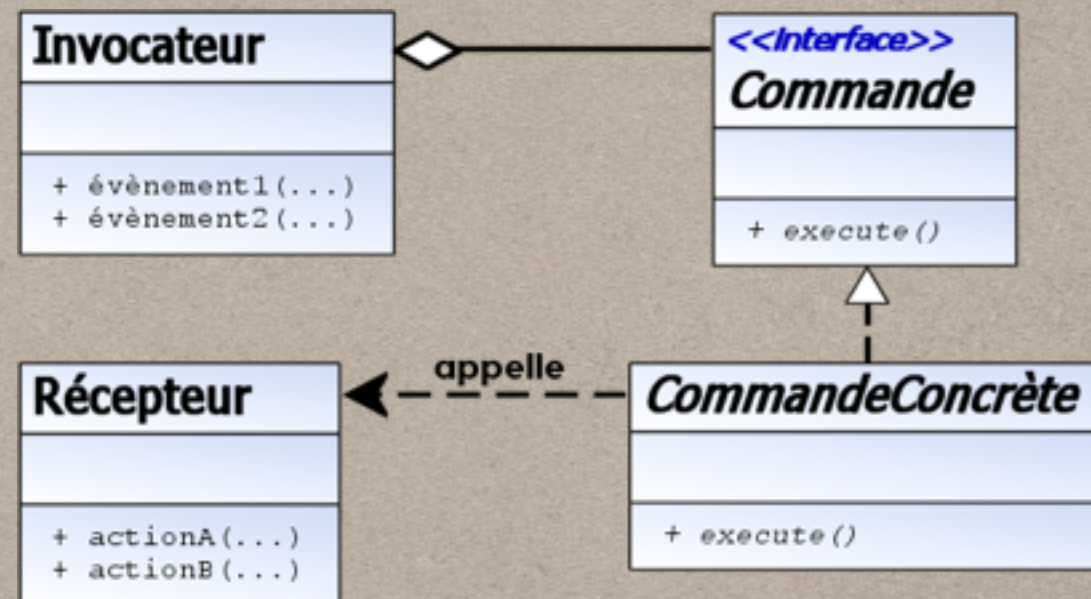 Invocateur
+ évènement1(...)
+ évènement2(...)
<<Interface>>
Commande
+ execute()
appelle
Récepteur
+ actionA(...)
+ actionB(...)
CommandeConcrète
+ execute()